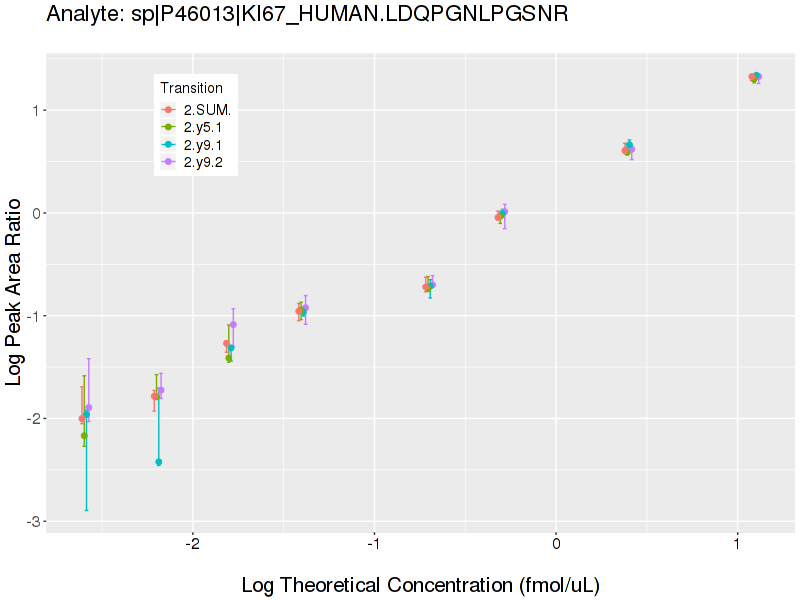 Analyte: sp|P46013|KI67_HUMAN.LDQPGNLPGSNR
Transition
2.SUM.
2.y5.1
2.y9.1
2.y9.2
Log Peak Area Ratio
1
0
-1
-2
-3
-2
-1
0
1
Log Theoretical Concentration (fmol/uL)